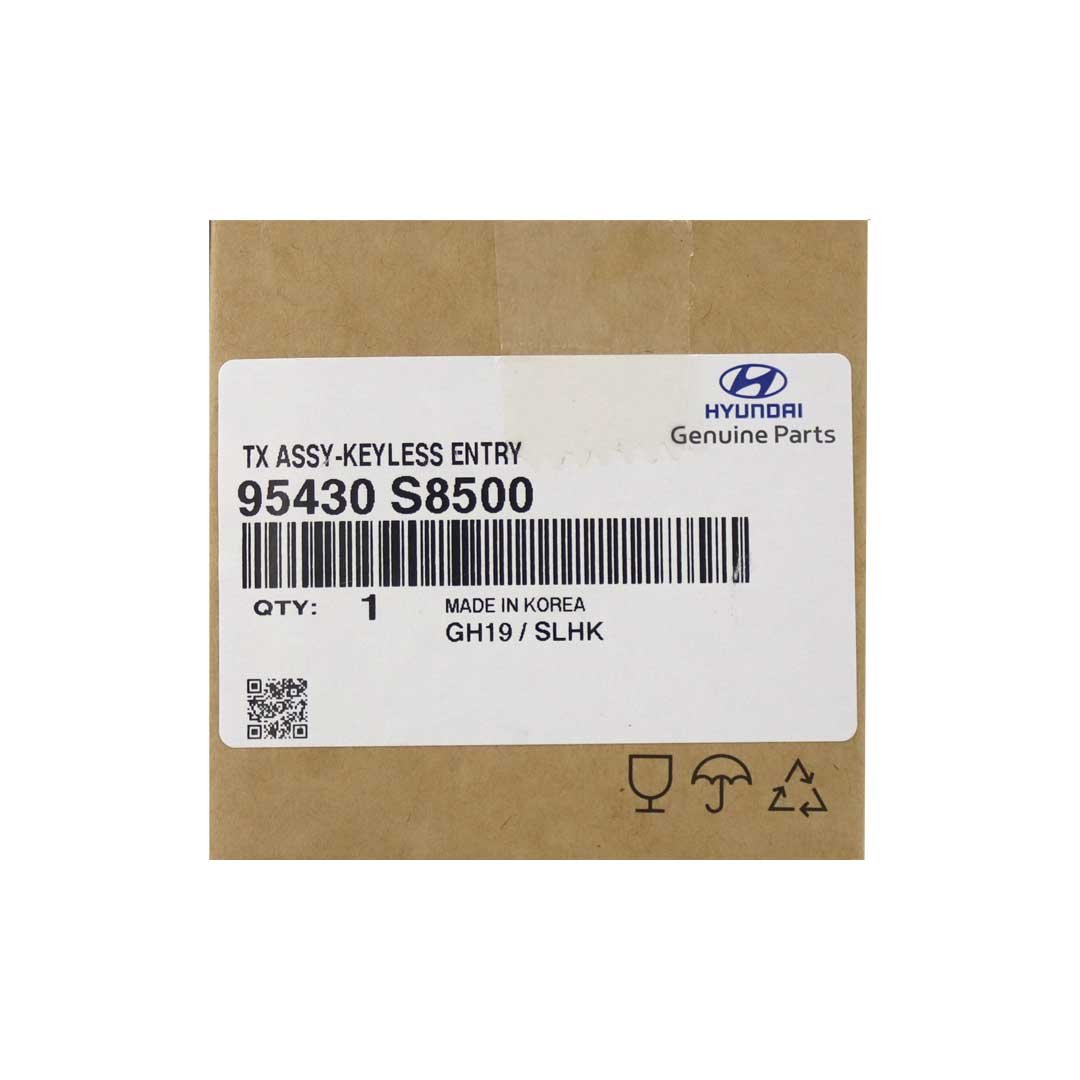 HYUNDAI
Genuine Parts
TX ASSY-KEYLESS ENTRY
95430 S8500
QTY: 1 MADE IN KOREA
GH19 / SLHK